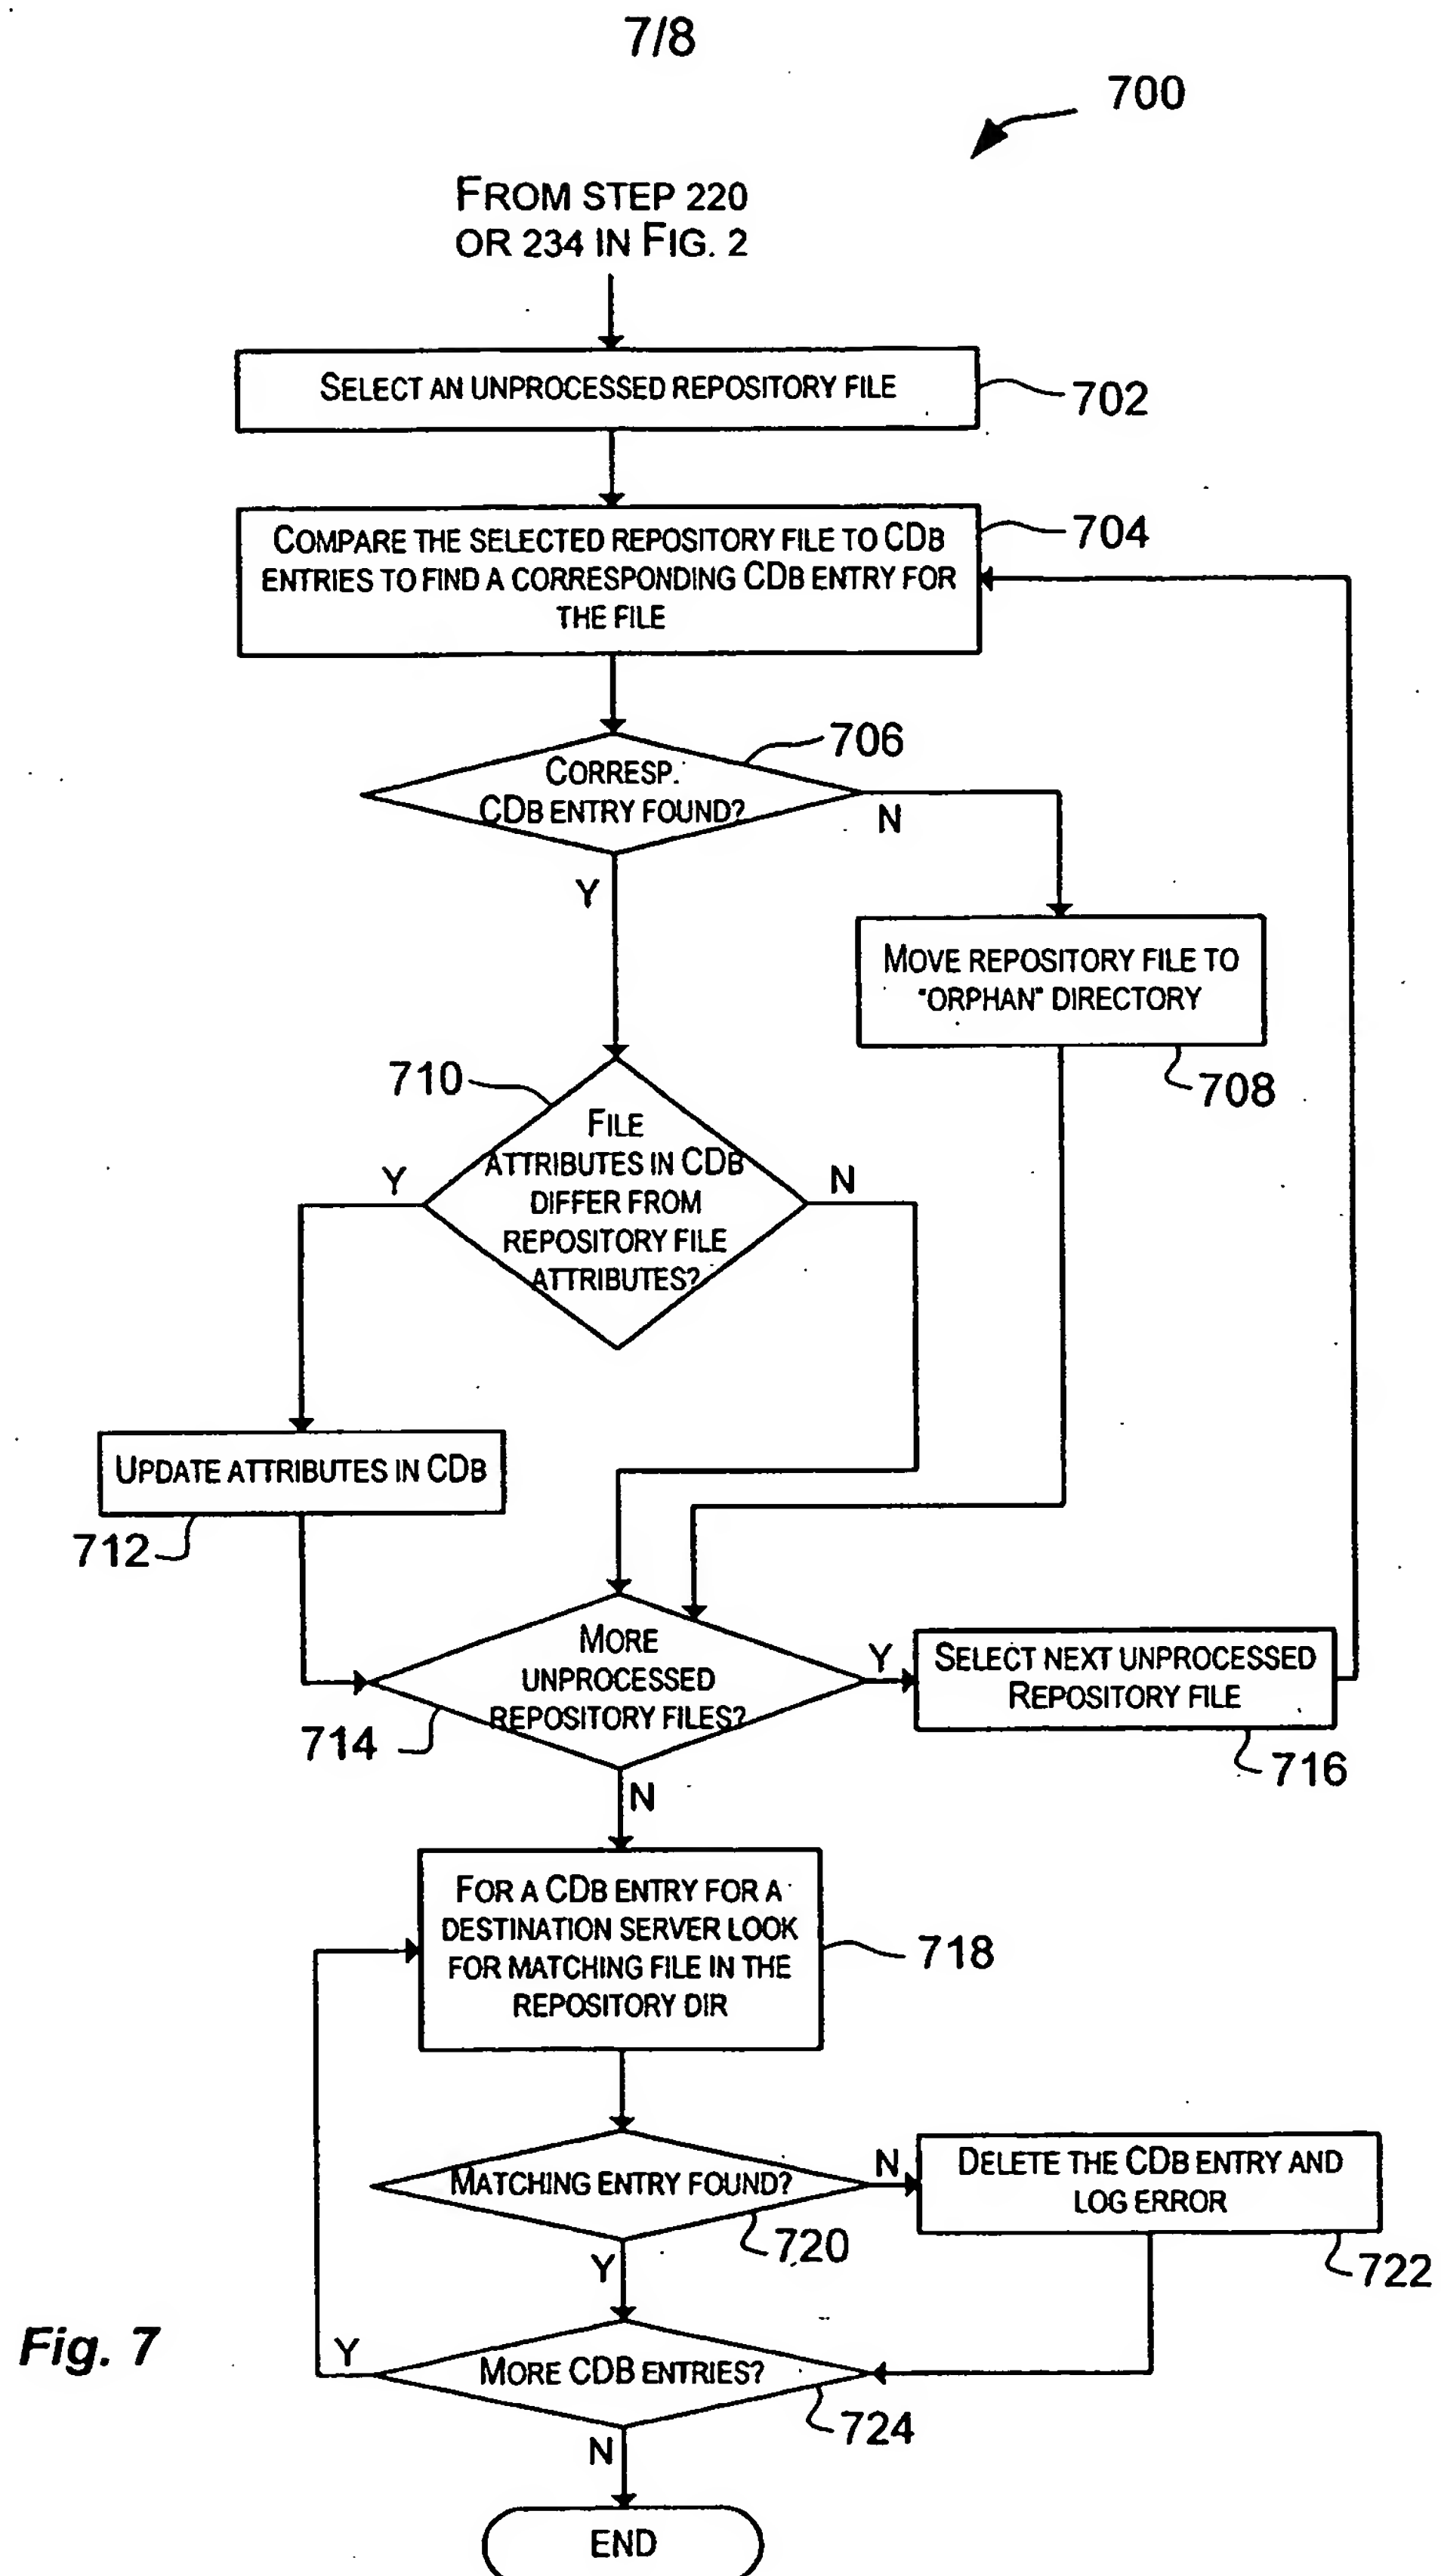 7/8
700
FROM STEP 220
OR 234 IN FIG. 2
SELECT AN UNPROCESSED REPOSITORY FILE
702
COMPARE THE SELECTED REPOSITORY FILE TO CDB
ENTRIES TO FIND A CORRESPONDING CDB ENTRY FOR
THE FILE
704
CORRESP.
CDB ENTRY FOUND?
706
N
Y
MOVE REPOSITORY FILE TO
"ORPHAN" DIRECTORY
708
710
FILE
ATTRIBUTES IN CDB
DIFFER FROM
REPOSITORY FILE
ATTRIBUTES?
Y
N
UPDATE ATTRIBUTES IN CDB
712
MORE
UNPROCESSED
REPOSITORY FILES?
714
Y
SELECT NEXT UNPROCESSED
REPOSITORY FILE
716
N
FOR A CDB ENTRY FOR A
DESTINATION SERVER LOOK
FOR MATCHING FILE IN THE
REPOSITORY DIR
718
MATCHING ENTRY FOUND?
720
N
DELETE THE CDB ENTRY AND
LOG ERROR
722
Y
MORE CDB ENTRIES?
724
Y
N
END
Fig. 7